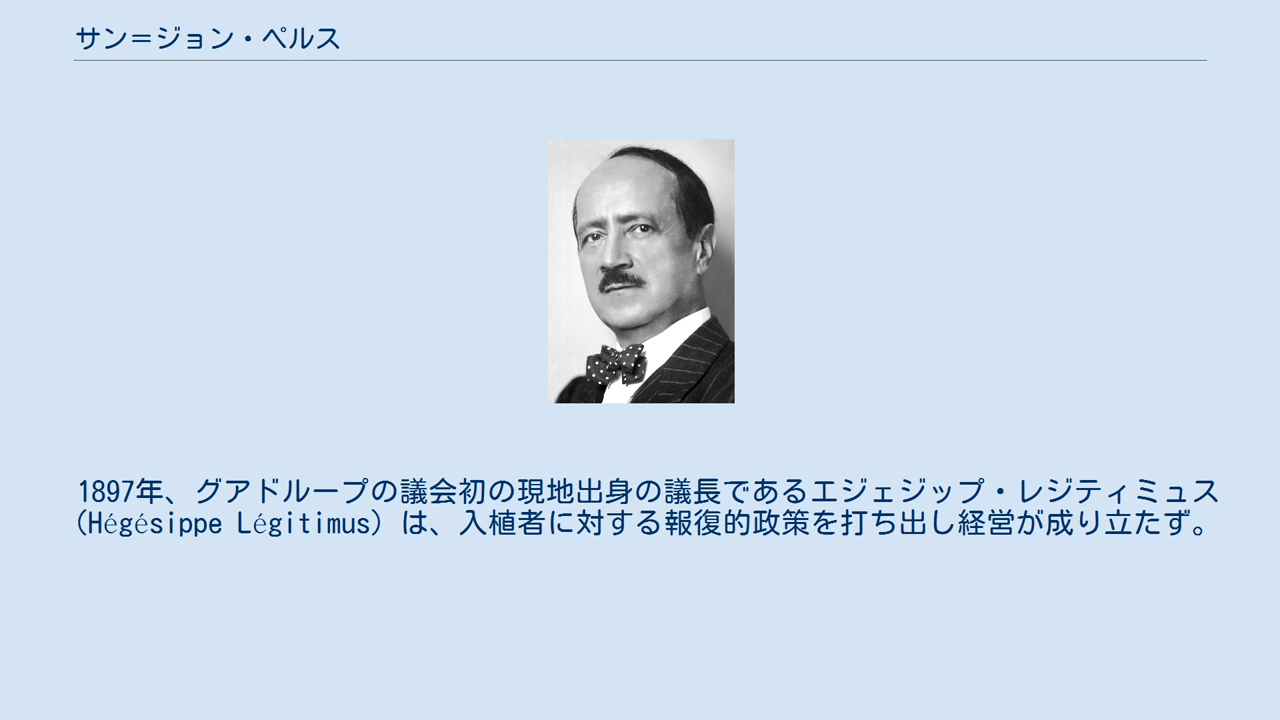 サン＝ジョン・ペルス
1897年、グアドループの議会初の現地出身の議長であるエジェジップ・レジティミュス
(Hégésippe Légitimus) は、入植者に対する報復的政策を打ち出し経営が成り立たず。